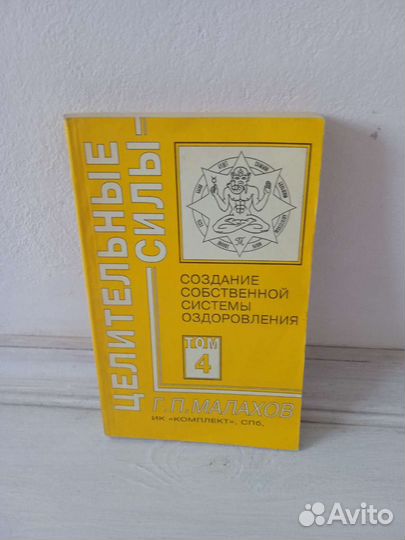 ЦЕЛИТЕЛЬНЫЕ
СИЛЫ
СОЗДАНИЕ
СОБСТВЕННОЙ
СИСТЕМЫ
ОЗДОРОВЛЕНИЯ
ТОМ
4
Г.П.МАЛАХОВ
ИК «КОМПЛЕКТ», СПб.
Avito